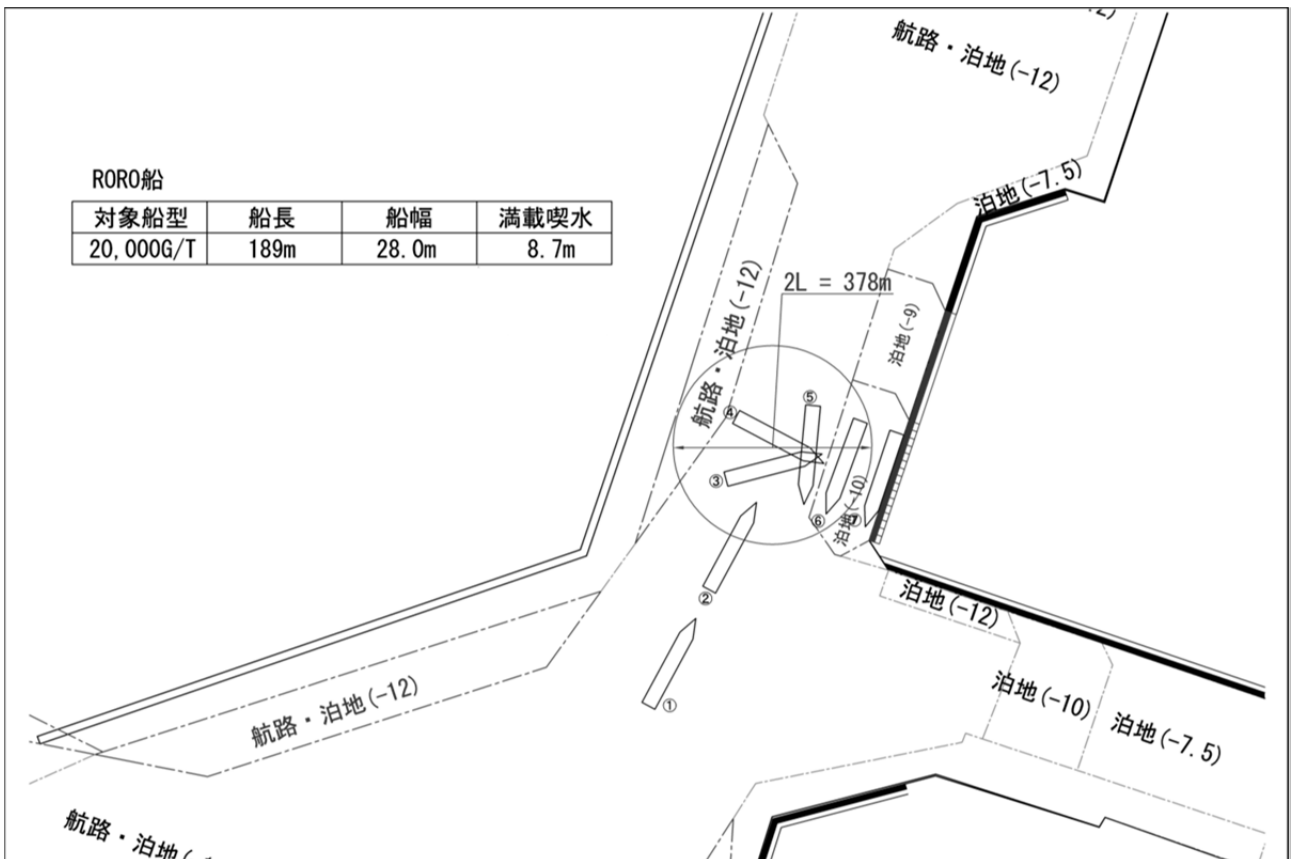 航路・泊地(-12)
泊地(-7.5)
RORO船
対象船型 船長 船幅 満載喫水
20,000G/T 189m 28.0m 8.7m
航路・泊地(-12)
2L = 378m
泊地(-9)
④
⑤
③
⑥
泊地(-10)
⑦
②
泊地(-12)
①
航路・泊地(-12)
泊地(-10)
泊地(-7.5)
航路・泊地